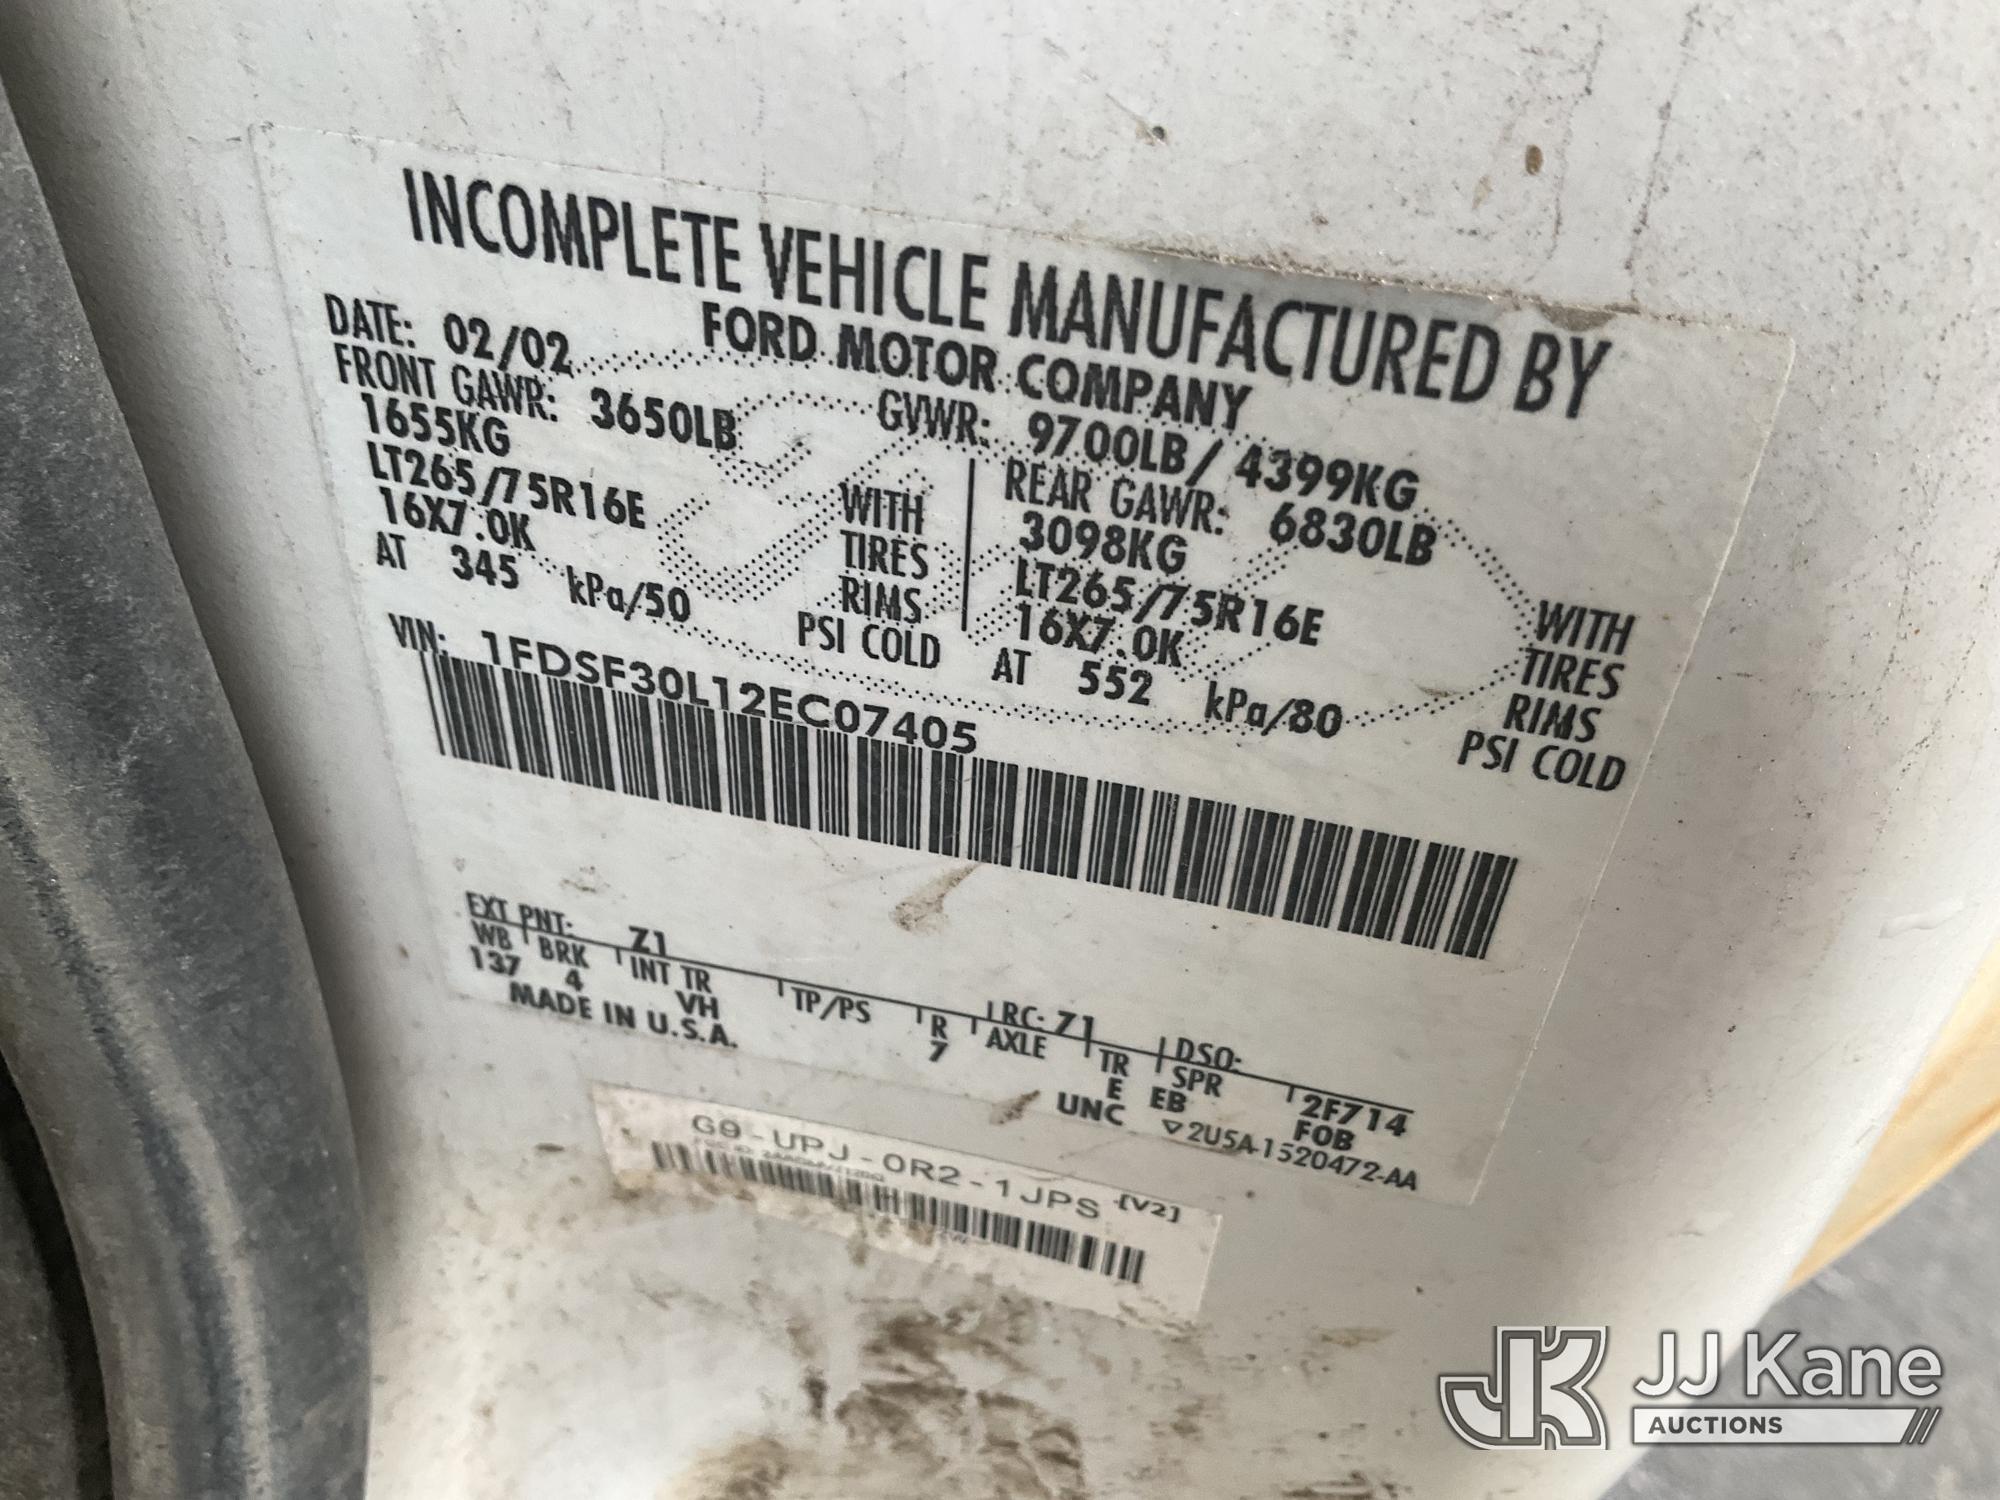 INCOMPLETE VEHICLE MANUFACTURED BY
FORD MOTOR COMPANY
DATE: 02/02
GVWR: 9700LB / 4399KG
FRONT GAWR: 3650LB
1655KG
LT265/75R16E
16X7.0K
AT 345 kPa/50
WITH
TIRES
RIMS
PSI COLD
REAR GAWR: 6830LB
3098KG
LT265/75R16E
16X7.0K
AT 552 kPa/80
WITH
TIRES
RIMS
PSI COLD
VIN: 1FDSF30L12EC07405
EXT PNT: Z1 RC: 71 DSO: 2F714
WB BRK INT TR TP/PS R AXLE TR SPR FOB
137 4 VH 7 E EB
MADE IN U.S.A. UNC ▽2U5A-1520472-AA
G9-UPJ-0R2-1JPS [V2]
JK JJ Kane
AUCTIONS